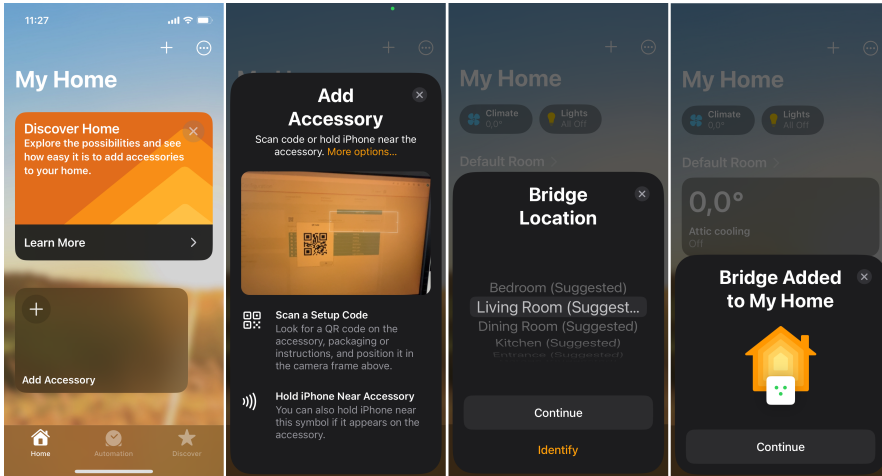 11:27
My Home
Discover Home
Explore the possibilities and see
how easy it is to add accessories
to your home.
Learn More
Add Accessory
Home
Automation
Discover
Add
Accessory
Scan code or hold iPhone near the
accessory. More options...
Scan a Setup Code
Look for a QR code on the
accessory, packaging or
instructions, and position it in
the camera frame above.
Hold iPhone Near Accessory
You can also hold iPhone near
this symbol if it appears on the
accessory.
My Home
Climate
0,0°
Lights
All Off
Default Room
Bridge
Location
Bedroom (Suggested)
Living Room (Suggest...
Dining Room (Suggested)
Kitchen (Suggested)
Entrance (Suggested)
Continue
Identify
My Home
Climate
0,0°
Lights
All Off
Default Room
0,0°
Attic cooling
Off
Bridge Added
to My Home
Continue